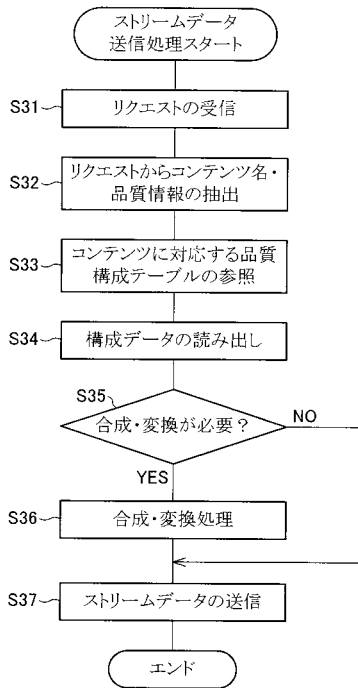 ストリームデータ
送信処理スタート
S31
リクエストの受信
S32
リクエストからコンテンツ名・
品質情報の抽出
S33
コンテンツに対応する品質
構成テーブルの参照
S34
構成データの読み出し
S35
合成・変換が必要?
NO
YES
S36
合成・変換処理
S37
ストリームデータの送信
エンド